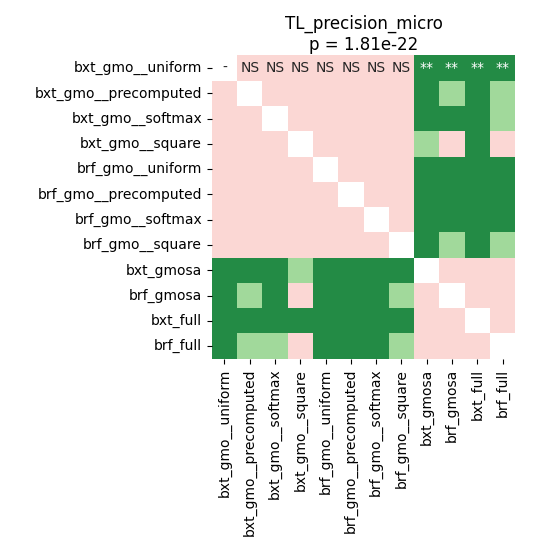 TL_precision_micro
p = 1.81e-22
bxt_gmo__uniform - NS NS NS NS NS NS NS ** ** ** **
bxt_gmo__precomputed
bxt_gmo__softmax
bxt_gmo__square
brf_gmo__uniform
brf_gmo__precomputed
brf_gmo__softmax
brf_gmo__square
bxt_gmosa
brf_gmosa
bxt_full
brf_full
bxt_gmo__uniform
bxt_gmo__precomputed
bxt_gmo__softmax
bxt_gmo__square
brf_gmo__uniform
brf_gmo__precomputed
brf_gmo__softmax
brf_gmo__square
bxt_gmosa
brf_gmosa
bxt_full
brf_full